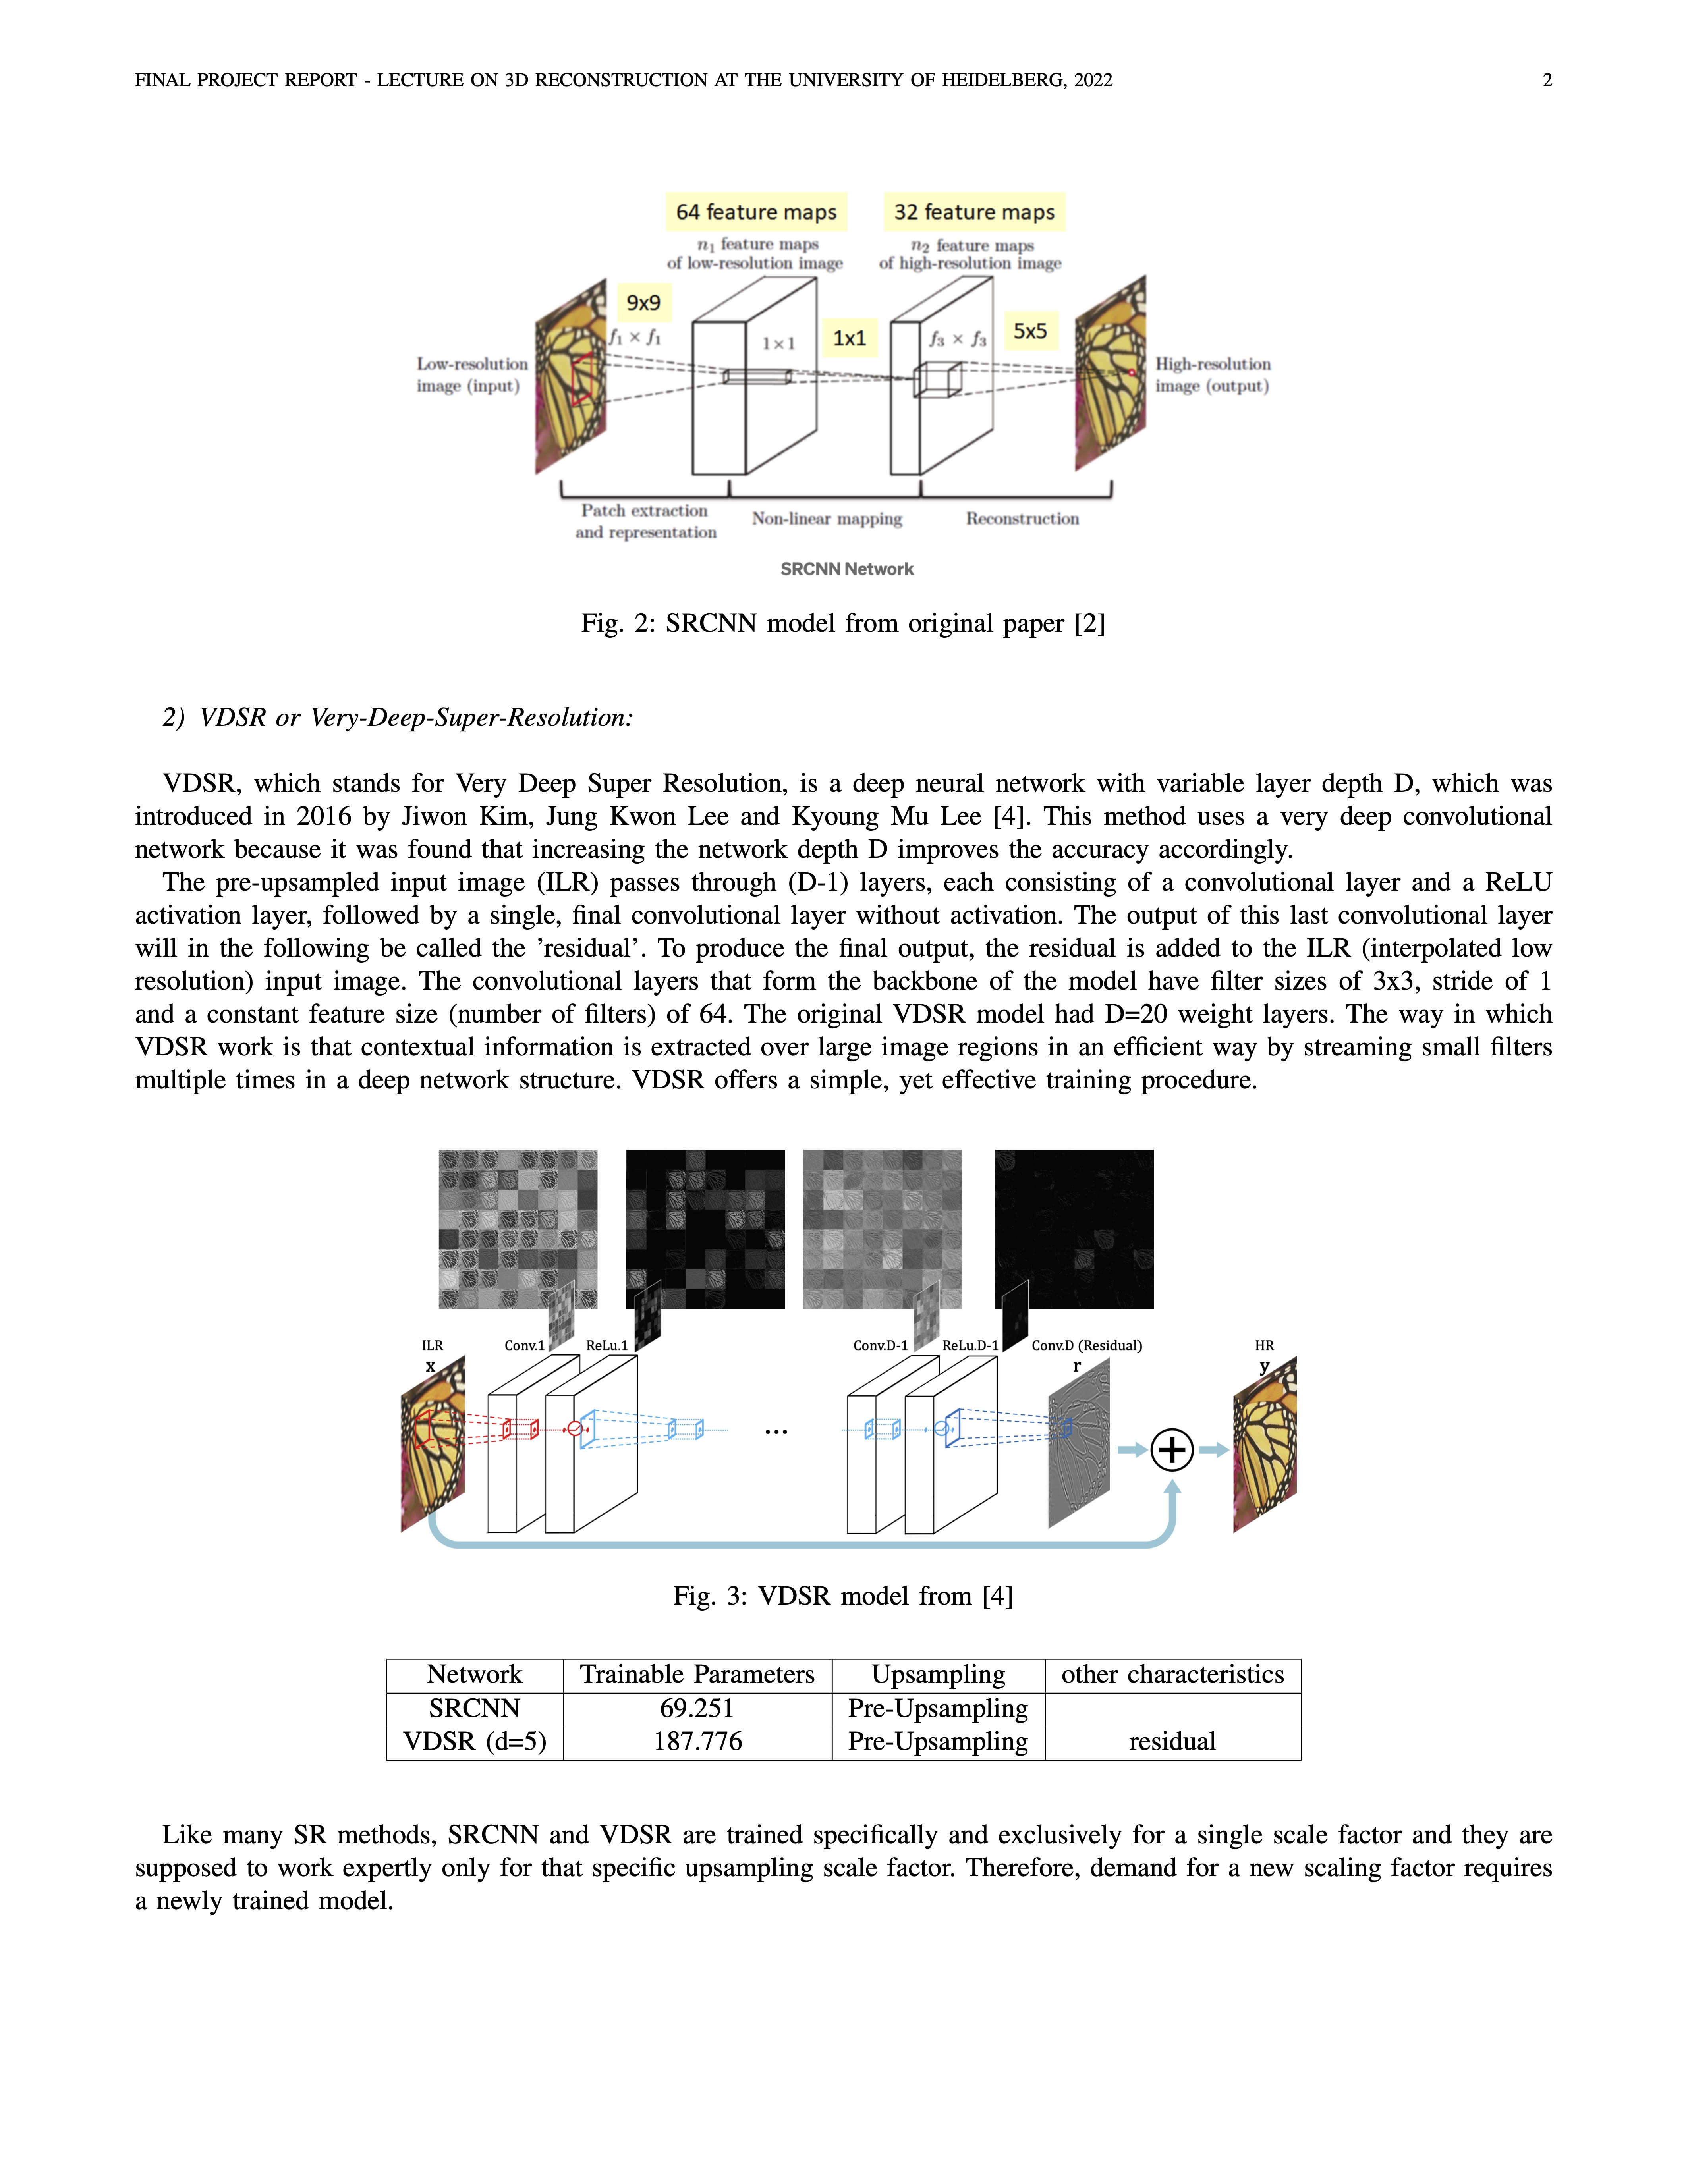 FINAL PROJECT REPORT - LECTURE ON 3D RECONSTRUCTION AT THE UNIVERSITY OF HEIDELBERG, 2022 2
64 feature maps 32 feature maps
n₁ feature maps
of low-resolution image
n₂ feature maps
of high-resolution image
9x9
f₁ × f₁
1×1
1x1
f₃ × f₃
5x5
Low-resolution
image (input)
High-resolution
image (output)
Patch extraction
and representation
Non-linear mapping
Reconstruction
SRCNN Network
Fig. 2: SRCNN model from original paper [2]
2) VDSR or Very-Deep-Super-Resolution:
VDSR, which stands for Very Deep Super Resolution, is a deep neural network with variable layer depth D, which was
introduced in 2016 by Jiwon Kim, Jung Kwon Lee and Kyoung Mu Lee [4]. This method uses a very deep convolutional
network because it was found that increasing the network depth D improves the accuracy accordingly.
The pre-upsampled input image (ILR) passes through (D-1) layers, each consisting of a convolutional layer and a ReLU
activation layer, followed by a single, final convolutional layer without activation. The output of this last convolutional layer
will in the following be called the ’residual’. To produce the final output, the residual is added to the ILR (interpolated low
resolution) input image. The convolutional layers that form the backbone of the model have filter sizes of 3x3, stride of 1
and a constant feature size (number of filters) of 64. The original VDSR model had D=20 weight layers. The way in which
VDSR work is that contextual information is extracted over large image regions in an efficient way by streaming small filters
multiple times in a deep network structure. VDSR offers a simple, yet effective training procedure.
ILR Conv.1 ReLu.1 Conv.D-1 ReLu.D-1 Conv.D (Residual) HR
x r y
...
Fig. 3: VDSR model from [4]
Network Trainable Parameters Upsampling other characteristics
SRCNN 69.251 Pre-Upsampling
VDSR (d=5) 187.776 Pre-Upsampling residual
Like many SR methods, SRCNN and VDSR are trained specifically and exclusively for a single scale factor and they are
supposed to work expertly only for that specific upsampling scale factor. Therefore, demand for a new scaling factor requires
a newly trained model.